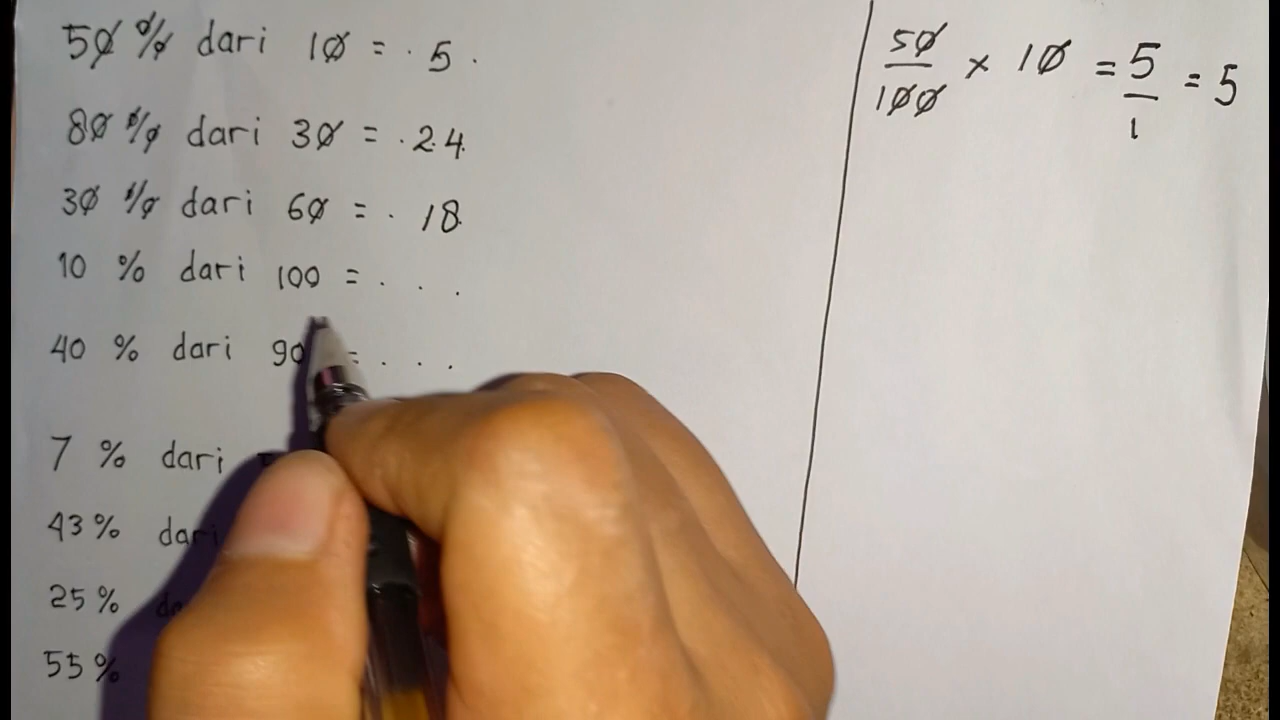 50 % dari 10 = . 5 .
80 % dari 30 = . 24.
30 % dari 60 = . 18.
10 % dari 100 = . . .
40 % dari 90 = . . .
7 % dari
43% dari
25%
55%
50/100 × 10 = 5/1 = 5